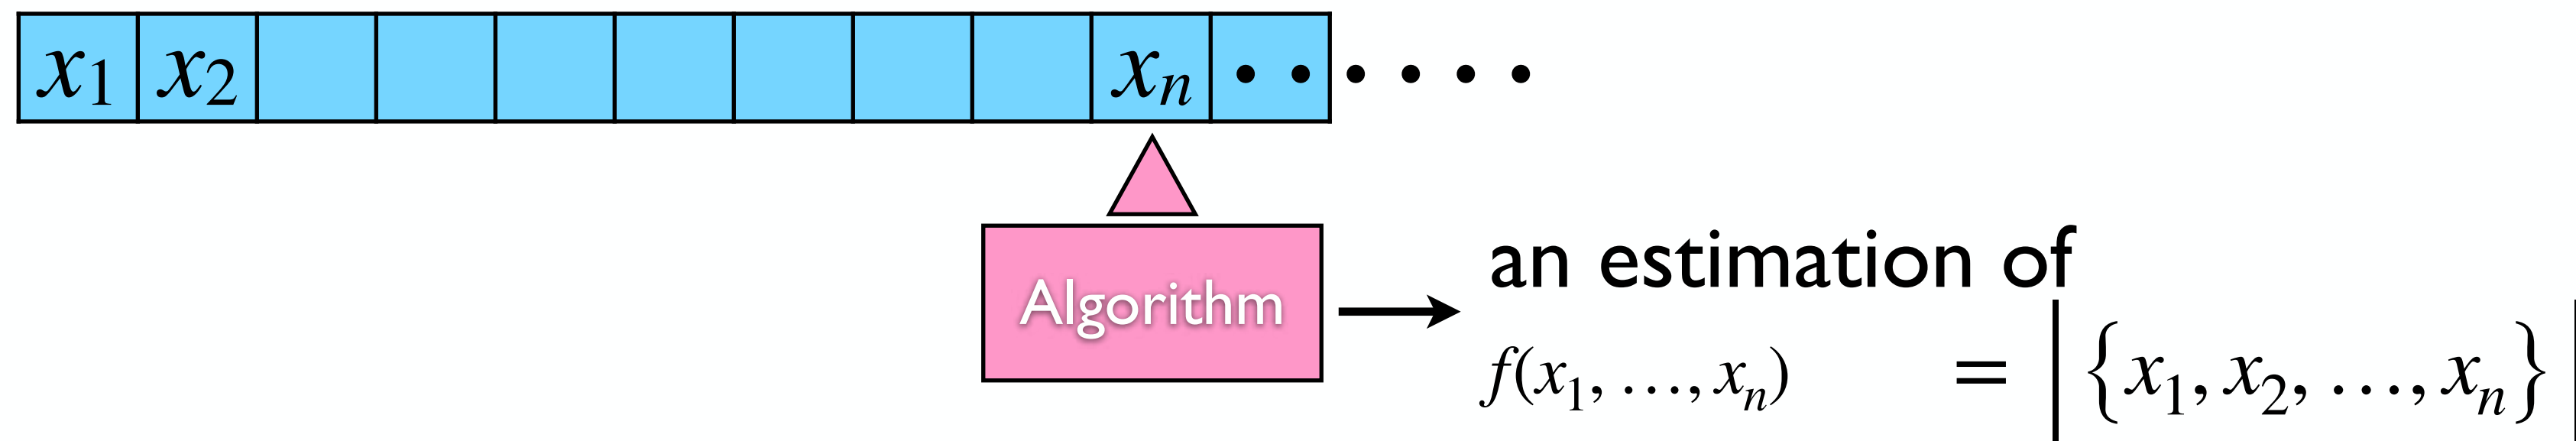 x₁ x₂ xₙ ······
Algorithm
an estimation of
f(x₁, …, xₙ) = |{x₁, x₂, …, xₙ}|